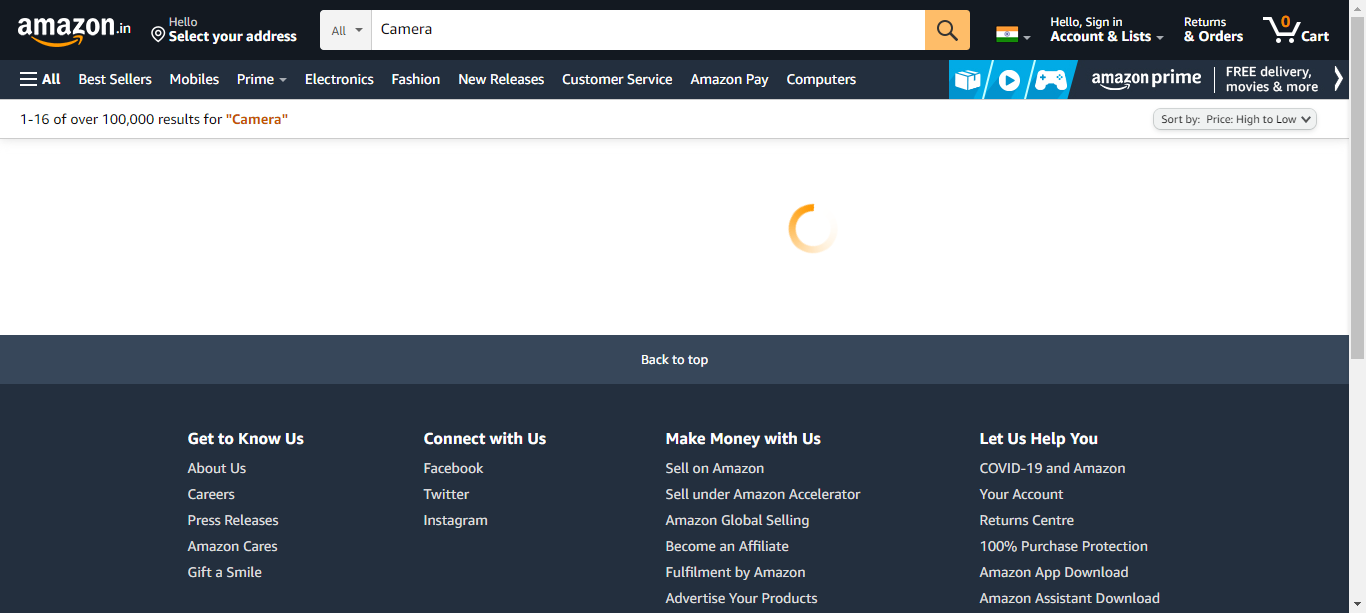 amazon.in
Hello
Select your address
All
Camera
Hello, Sign in
Account & Lists
Returns
& Orders
0
Cart
All
Best Sellers
Mobiles
Prime
Electronics
Fashion
New Releases
Customer Service
Amazon Pay
Computers
amazon prime
FREE delivery,
movies & more
1-16 of over 100,000 results for "Camera"
Sort by: Price: High to Low
Back to top
Get to Know Us
About Us
Careers
Press Releases
Amazon Cares
Gift a Smile
Connect with Us
Facebook
Twitter
Instagram
Make Money with Us
Sell on Amazon
Sell under Amazon Accelerator
Amazon Global Selling
Become an Affiliate
Fulfilment by Amazon
Advertise Your Products
Let Us Help You
COVID-19 and Amazon
Your Account
Returns Centre
100% Purchase Protection
Amazon App Download
Amazon Assistant Download